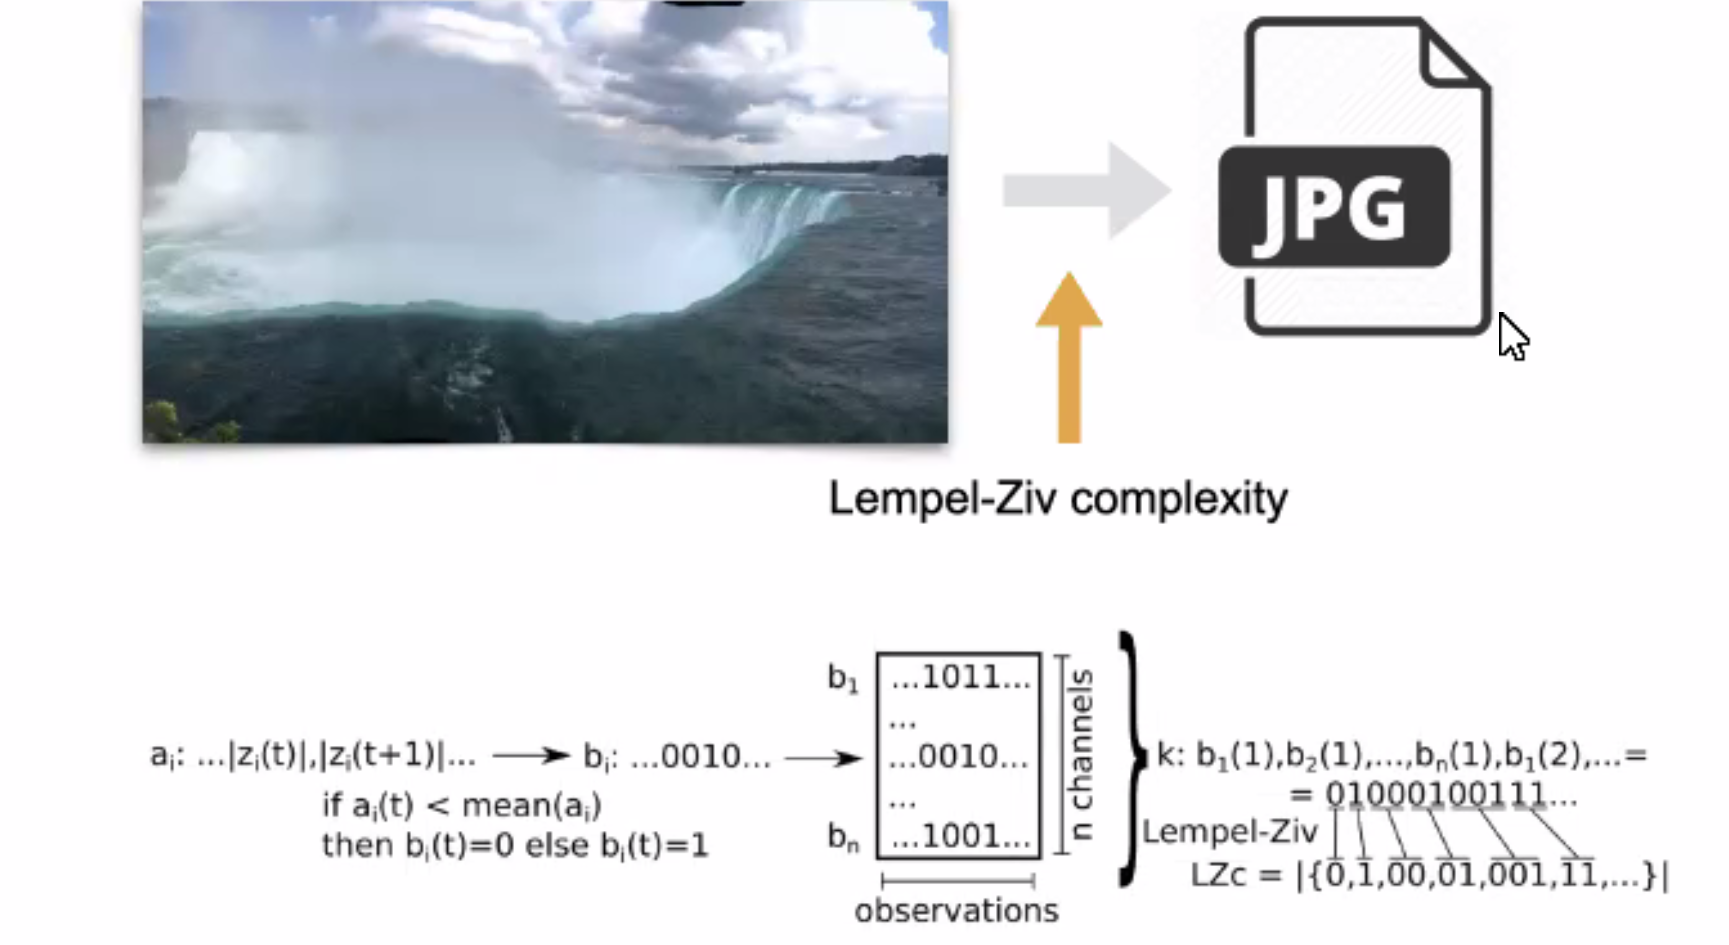 JPG
Lempel-Ziv complexity
aᵢ: ...|zᵢ(t)|,|zᵢ(t+1)|...
if aᵢ(t) < mean(aᵢ)
then bᵢ(t)=0 else bᵢ(t)=1
bᵢ: ...0010...
b₁ ...1011...
...
...0010...
...
bₙ ...1001...
n channels
observations
k: b₁(1),b₂(1),...,bₙ(1),b₁(2),...=
= 01000100111...
Lempel-Ziv
LZc = |{0,1,00,01,001,11,...}|